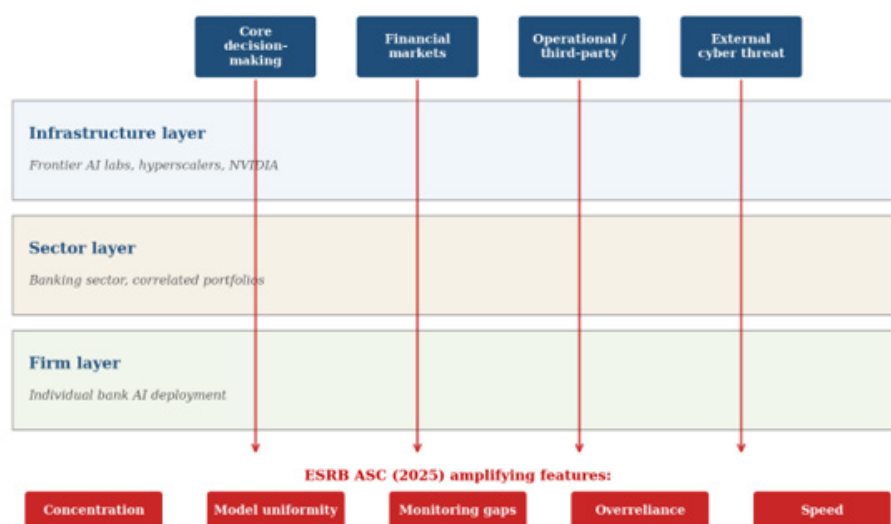 Core
decision-
making
Financial
markets
Operational /
third-party
External
cyber threat
Infrastructure layer
Frontier AI labs, hyperscalers, NVIDIA
Sector layer
Banking sector, correlated portfolios
Firm layer
Individual bank AI deployment
ESRB ASC (2025) amplifying features:
Concentration
Model uniformity
Monitoring gaps
Overreliance
Speed